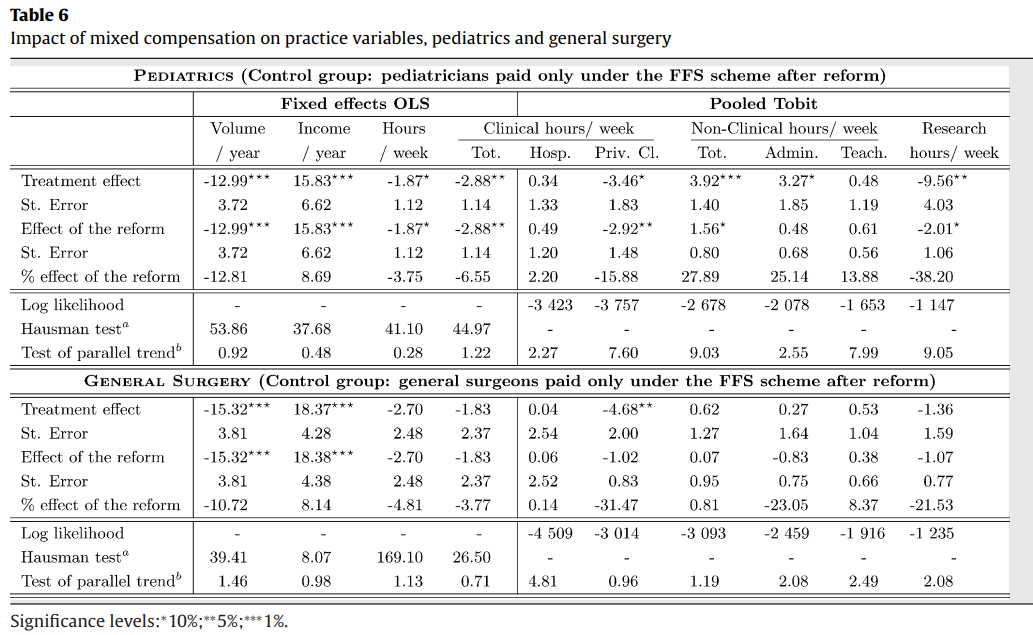 Table 6
Impact of mixed compensation on practice variables, pediatrics and general surgery
PEDIATRICS (Control group: pediatricians paid only under the FFS scheme after reform)
Fixed effects OLS Pooled Tobit
Volume Income Hours Clinical hours/ week Non-Clinical hours/ week Research
/ year / year / week Tot. Hosp. Priv. Cl. Tot. Admin. Teach. hours/ week
Treatment effect -12.99*** 15.83*** -1.87* -2.88** 0.34 -3.46* 3.92*** 3.27* 0.48 -9.56**
St. Error 3.72 6.62 1.12 1.14 1.33 1.83 1.40 1.85 1.19 4.03
Effect of the reform -12.99*** 15.83*** -1.87* -2.88** 0.49 -2.92** 1.56* 0.48 0.61 -2.01*
St. Error 3.72 6.62 1.12 1.14 1.20 1.48 0.80 0.68 0.56 1.06
% effect of the reform -12.81 8.69 -3.75 -6.55 2.20 -15.88 27.89 25.14 13.88 -38.20
Log likelihood - - - - -3 423 -3 757 -2 678 -2 078 -1 653 -1 147
Hausman testᵃ 53.86 37.68 41.10 44.97 - - - - - -
Test of parallel trendᵇ 0.92 0.48 0.28 1.22 2.27 7.60 9.03 2.55 7.99 9.05
GENERAL SURGERY (Control group: general surgeons paid only under the FFS scheme after reform)
Treatment effect -15.32*** 18.37*** -2.70 -1.83 0.04 -4.68** 0.62 0.27 0.53 -1.36
St. Error 3.81 4.28 2.48 2.37 2.54 2.00 1.27 1.64 1.04 1.59
Effect of the reform -15.32*** 18.38*** -2.70 -1.83 0.06 -1.02 0.07 -0.83 0.38 -1.07
St. Error 3.81 4.38 2.48 2.37 2.52 0.83 0.95 0.75 0.66 0.77
% effect of the reform -10.72 8.14 -4.81 -3.77 0.14 -31.47 0.81 -23.05 8.37 -21.53
Log likelihood - - - - -4 509 -3 014 -3 093 -2 459 -1 916 -1 235
Hausman testᵃ 39.41 8.07 169.10 26.50 - - - - - -
Test of parallel trendᵇ 1.46 0.98 1.13 0.71 4.81 0.96 1.19 2.08 2.49 2.08
Significance levels:*10%;**5%;***1%.